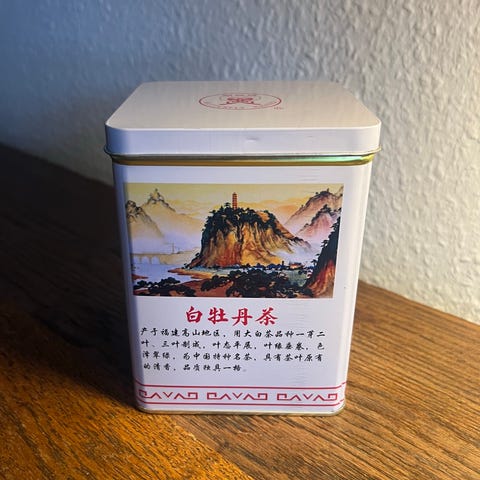 白牡丹茶
产于福建高山地区,用大白茶品种一芽二
叶、三叶制成,叶态平展,叶缘垂卷,色
泽翠绿,为中国特种名茶,具有茶叶原有
的清香,品质独具一格。